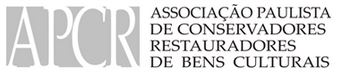 APCR
ASSOCIAÇÃO PAULISTA
DE CONSERVADORES
RESTAURADORES
DE BENS CULTURAIS